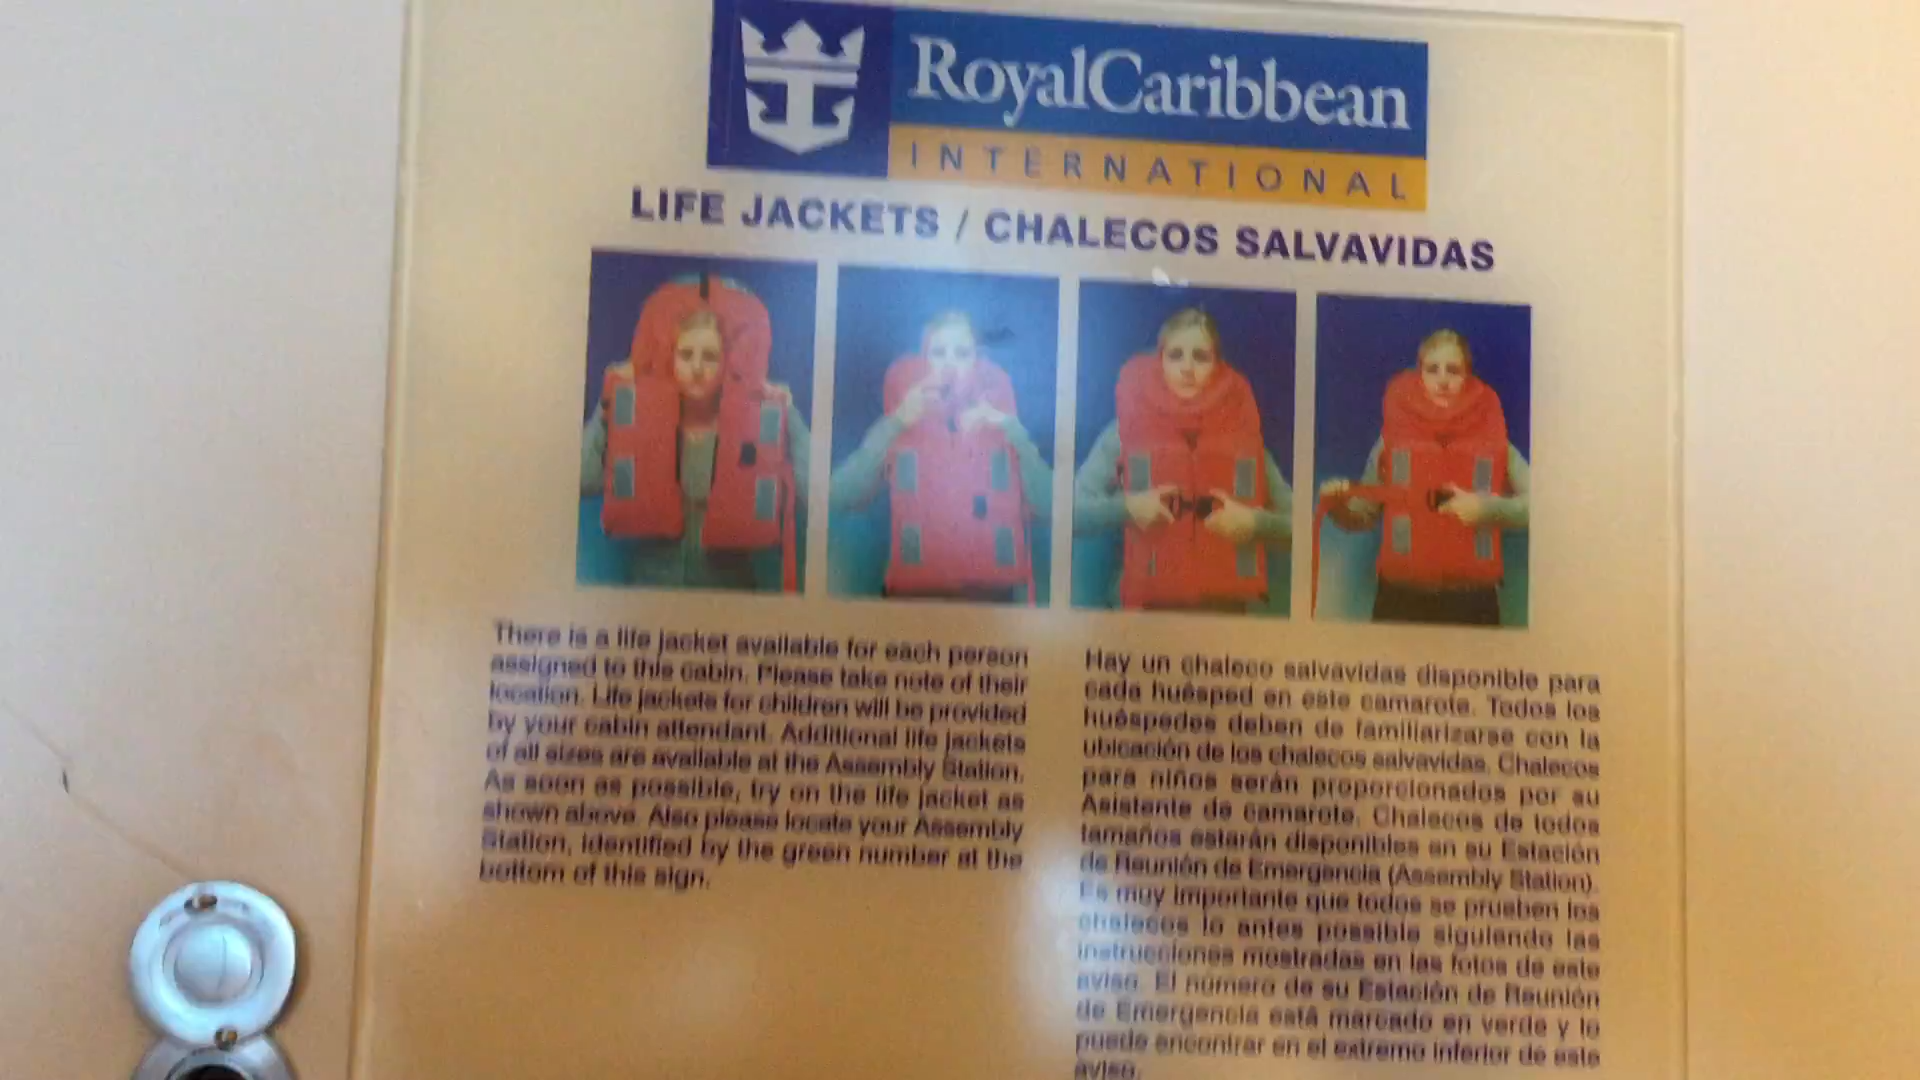 RoyalCaribbean
INTERNATIONAL
LIFE JACKETS / CHALECOS SALVAVIDAS
There is a life jacket available for each person
assigned to this cabin. Please take note of their
location. Life jackets for children will be provided
by your cabin attendant. Additional life jackets
of all sizes are available at the Assembly Station.
As soon as possible, try on the life jacket as
shown above. Also please locate your Assembly
Station, identified by the green number at the
bottom of this sign.
Hay un chaleco salvavidas disponible para
cada huésped en este camarote. Todos los
huéspedes deben de familiarizarse con la
ubicación de los chalecos salvavidas. Chalecos
para niños serán proporcionados por su
Asistente de camarote. Chalecos de todos
tamaños estarán disponibles en su Estación
de Reunión de Emergencia (Assembly Station).
Es muy importante que todos se prueben los
chalecos lo antes possible siguiendo las
instrucciones mostradas en las fotos de este
aviso. El número de su Estación de Reunión
de Emergencia está marcado en verde y lo
puede encontrar en el extremo inferior de este
aviso.